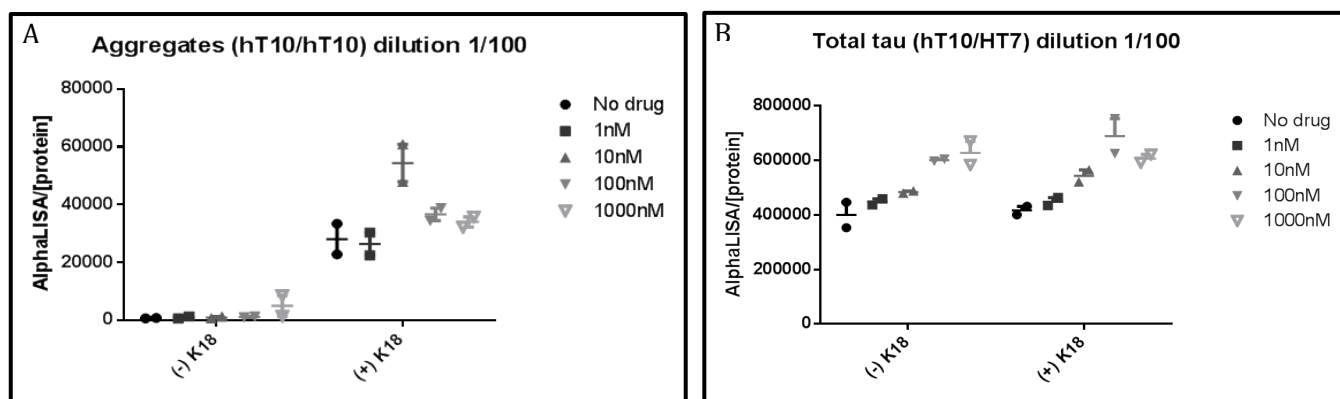 A
Aggregates (hT10/hT10) dilution 1/100
AlphaLISA/[protein]
80000
60000
40000
20000
0
(-) K18
(+) K18
No drug
1nM
10nM
100nM
1000nM
B
Total tau (hT10/HT7) dilution 1/100
AlphaLISA/[protein]
800000
600000
400000
200000
0
(-) K18
(+) K18
No drug
1nM
10nM
100nM
1000nM